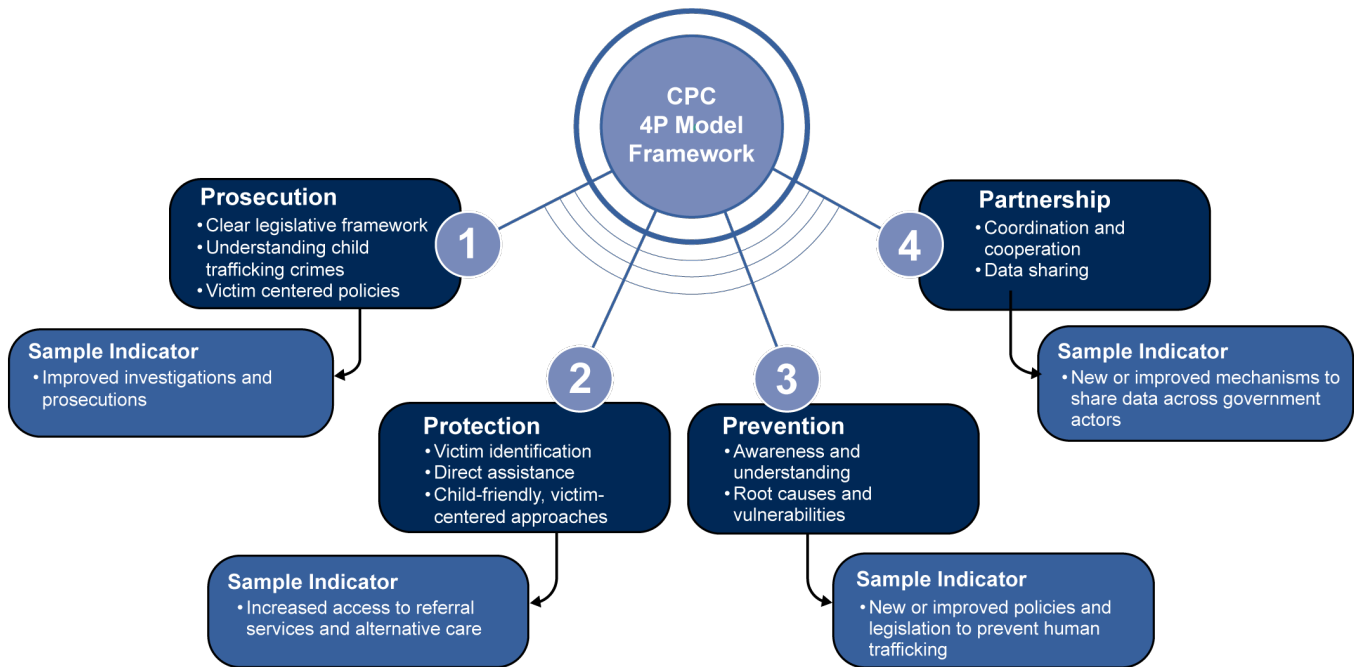 CPC
4P Model
Framework
Prosecution
• Clear legislative framework
• Understanding child
trafficking crimes
• Victim centered policies
1
Sample Indicator
• Improved investigations and
prosecutions
2
Protection
• Victim identification
• Direct assistance
• Child-friendly, victim-
centered approaches
Sample Indicator
• Increased access to referral
services and alternative care
3
Prevention
• Awareness and
understanding
• Root causes and
vulnerabilities
Sample Indicator
• New or improved policies and
legislation to prevent human
trafficking
4
Partnership
• Coordination and
cooperation
• Data sharing
Sample Indicator
• New or improved mechanisms to
share data across government
actors